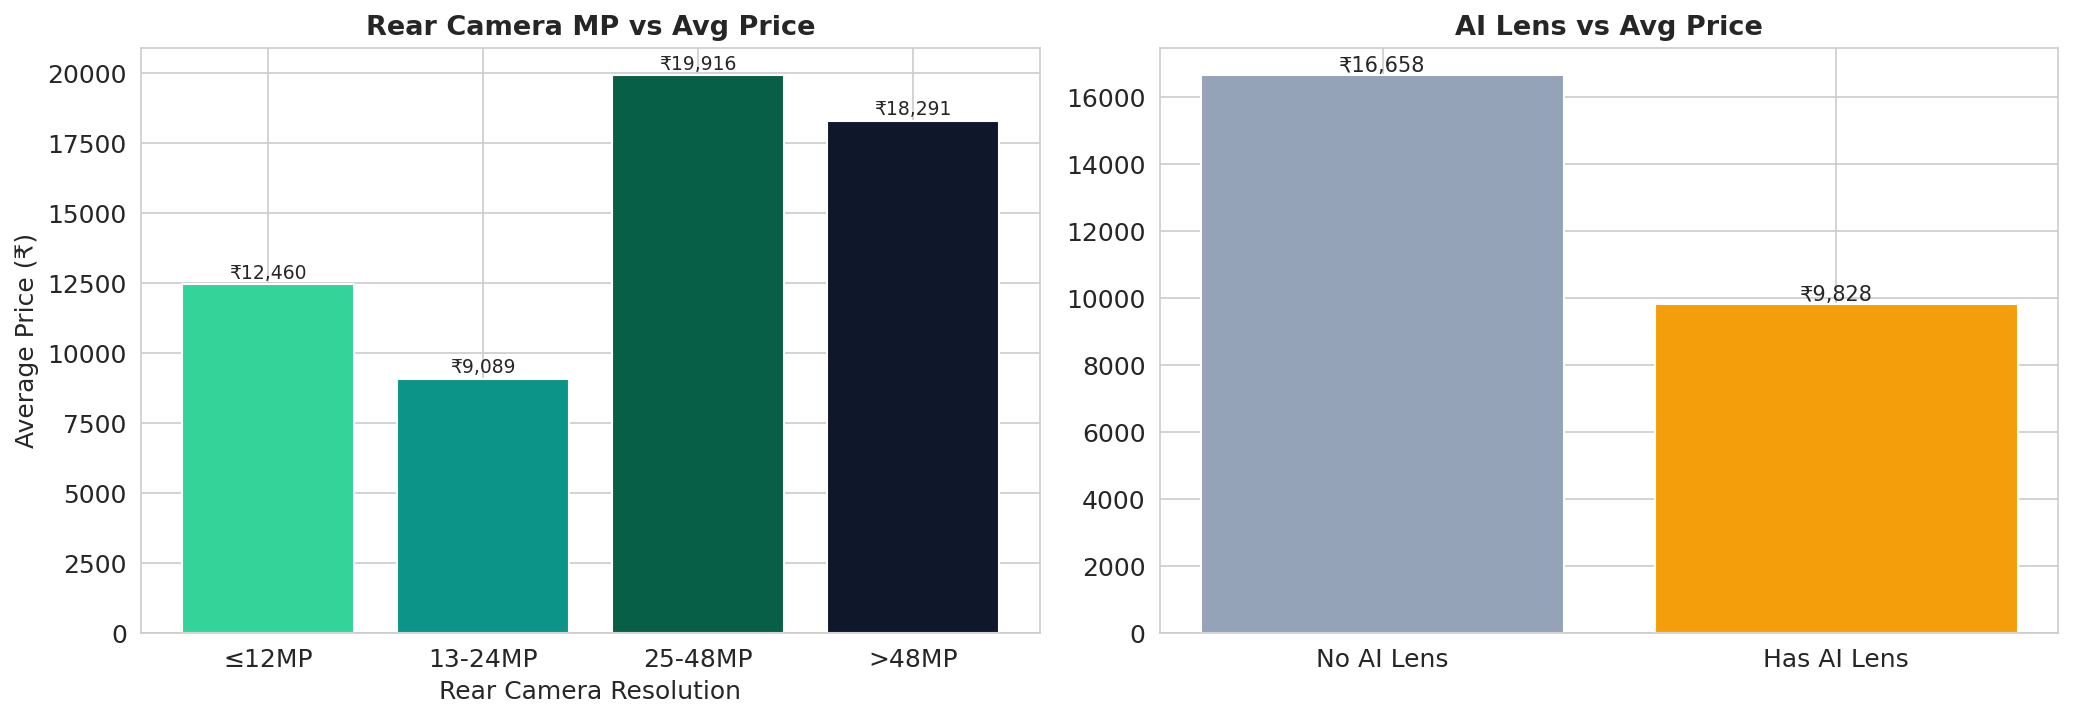 Rear Camera MP vs Avg Price
Average Price (₹)
20000
17500
15000
12500
10000
7500
5000
2500
0
₹12,460
₹9,089
₹19,916
₹18,291
≤12MP
13-24MP
25-48MP
>48MP
Rear Camera Resolution
AI Lens vs Avg Price
16000
14000
12000
10000
8000
6000
4000
2000
0
₹16,658
₹9,828
No AI Lens
Has AI Lens